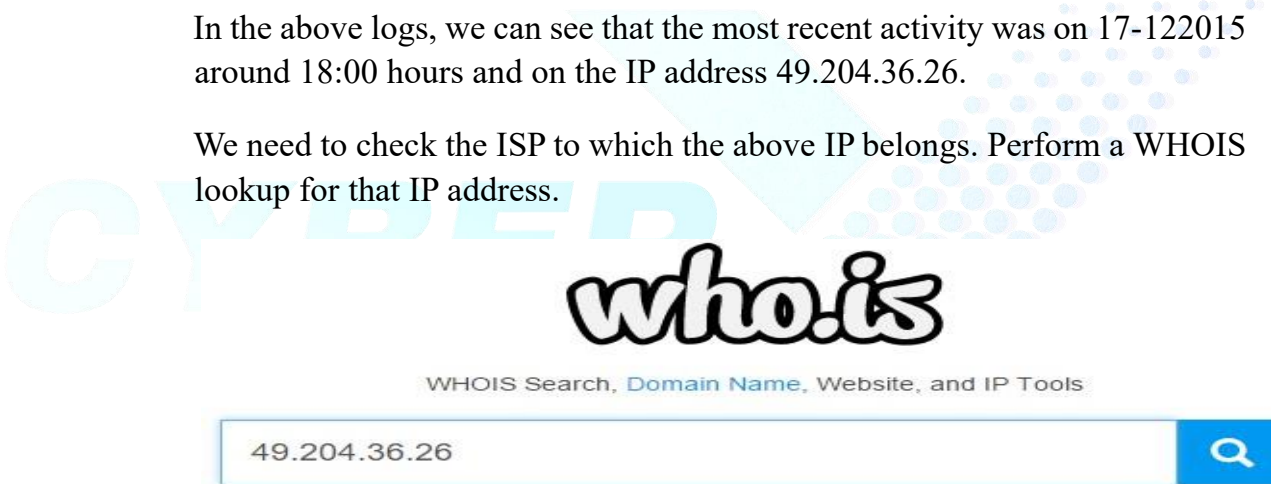 In the above logs, we can see that the most recent activity was on 17-122015
around 18:00 hours and on the IP address 49.204.36.26.
We need to check the ISP to which the above IP belongs. Perform a WHOIS
lookup for that IP address.
CYBER
who.is
WHOIS Search, Domain Name, Website, and IP Tools
49.204.36.26